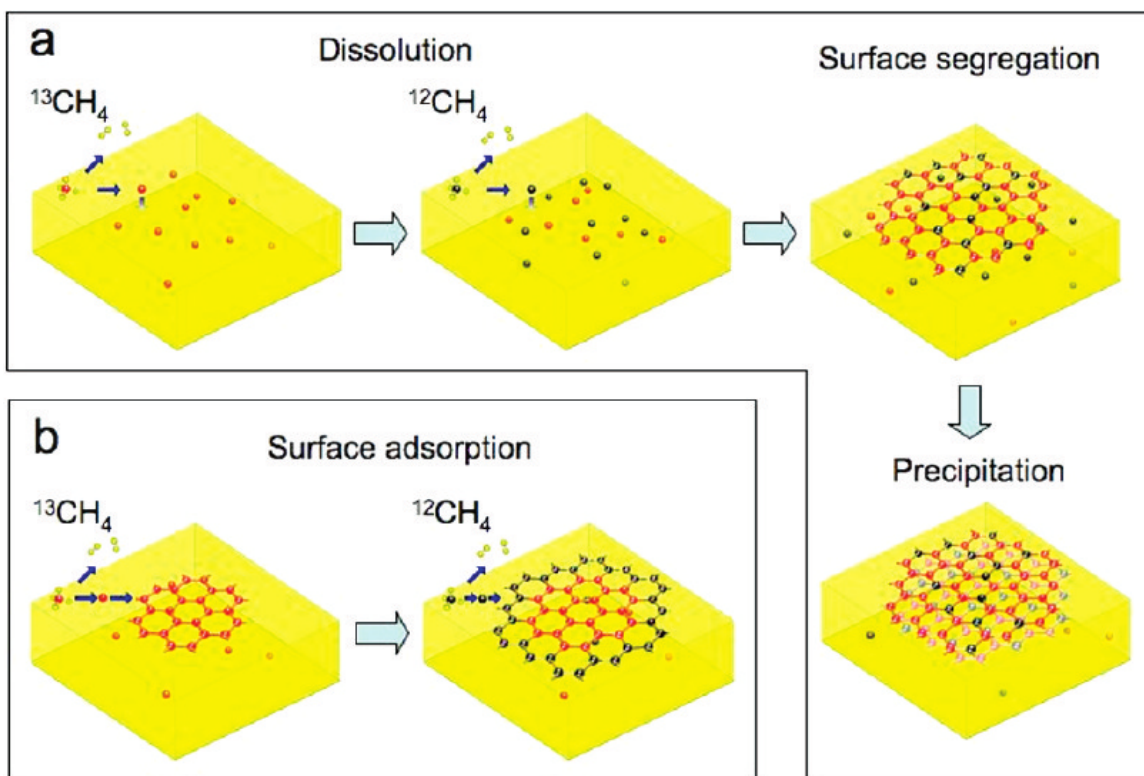 a
Dissolution
Surface segregation
¹³CH₄
¹²CH₄
Precipitation
b
Surface adsorption
¹³CH₄
¹²CH₄